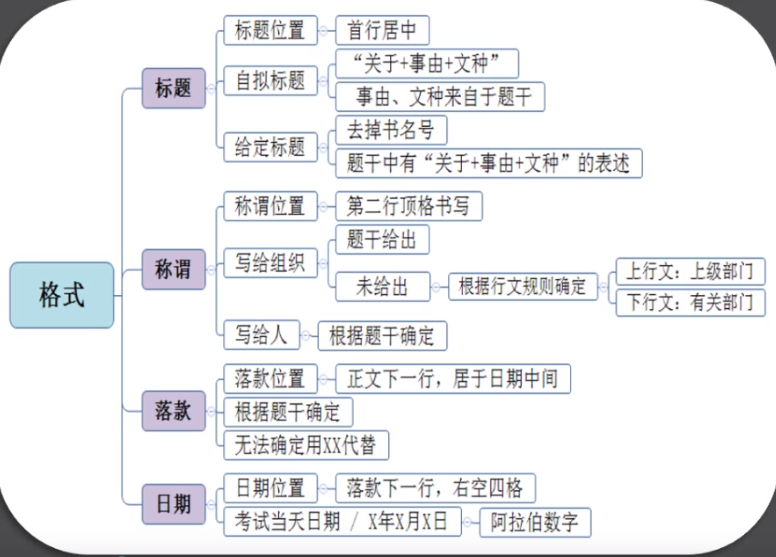 格式
标题
标题位置
首行居中
自拟标题
“关于+事由+文种”
事由、文种来自于题干
给定标题
去掉书名号
题干中有“关于+事由+文种”的表述
称谓
称谓位置
第二行顶格书写
写给组织
题干给出
未给出
根据行文规则确定
上行文：上级部门
下行文：有关部门
写给人
根据题干确定
落款
落款位置
正文下一行，居于日期中间
根据题干确定
无法确定用XX代替
日期
日期位置
落款下一行，右空四格
考试当天日期 / X年X月X日
阿拉伯数字